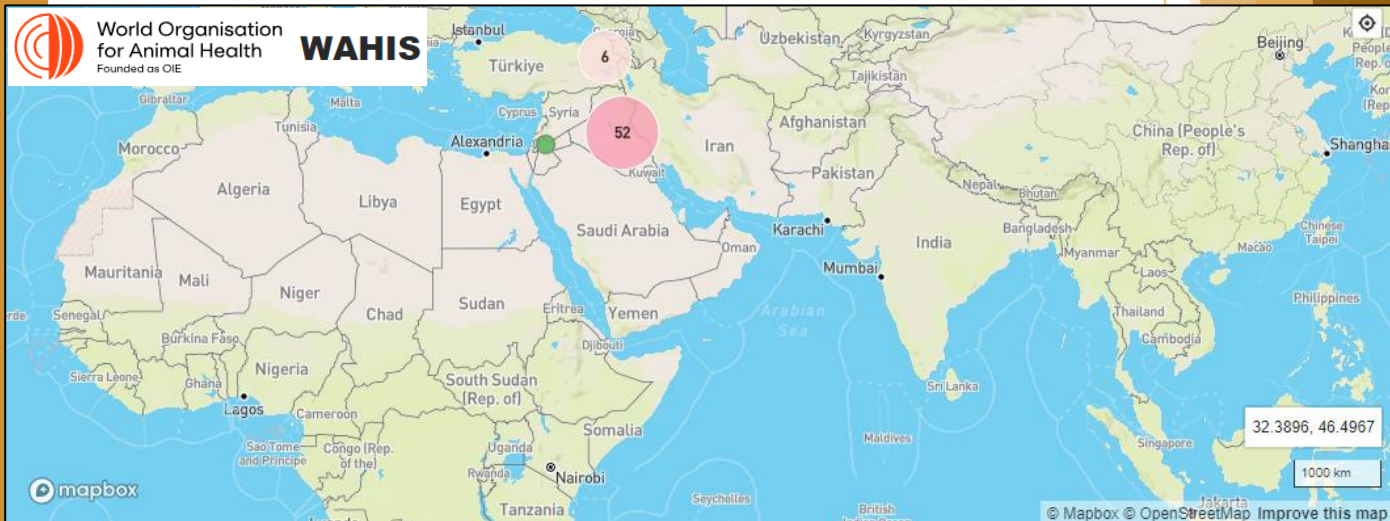 World Organisation
for Animal Health
Founded as OIE
WAHIS
Istanbul
Georgia
Uzbekistan
Kyrgyzstan
Beijing
6
Türkiye
Tajikistan
Gibraltar
Malta
Cyprus
Syria
Tunisia
Alexandria
52
Iran
Afghanistan
China (People's
Rep. of)
Shangha
Morocco
Algeria
Libya
Egypt
Kuwait
Pakistan
Nepal
Bhutan
Saudi Arabia
Karachi
Oman
India
Bangladesh
Myanmar
Macao
Chinese
Taipei
Mauritania
Mali
Niger
Chad
Sudan
Eritrea
Yemen
Mumbai
Laos
Arabian
Sea
Thailand
Philippines
Senegal
Burkina Faso
Djibouti
Cambodia
Sierra Leone
Ghana
Nigeria
South Sudan
(Rep. of)
Sri Lanka
Lagos
Cameroon
Somalia
32.3896, 46.4967
Sao Tome
and Principe
Congo (Rep.
of the)
Uganda
Maldives
Singapore
Rwanda
Nairobi
1000 km
mapbox
Tanzania
Seychelles
British
Jakarta
© Mapbox © OpenStreetMap Improve this map